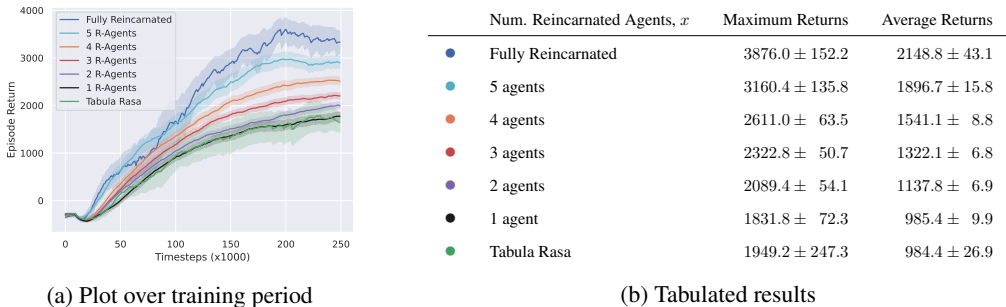 4000
3000
2000
1000
0
Episode Return
Fully Reincarnated
5 R-Agents
4 R-Agents
3 R-Agents
2 R-Agents
1 R-Agents
Tabula Rasa
0 50 100 150 200 250
Timesteps (x1000)
(a) Plot over training period
Num. Reincarnated Agents, x Maximum Returns Average Returns
Fully Reincarnated 3876.0 ± 152.2 2148.8 ± 43.1
5 agents 3160.4 ± 135.8 1896.7 ± 15.8
4 agents 2611.0 ± 63.5 1541.1 ± 8.8
3 agents 2322.8 ± 50.7 1322.1 ± 6.8
2 agents 2089.4 ± 54.1 1137.8 ± 6.9
1 agent 1831.8 ± 72.3 985.4 ± 9.9
Tabula Rasa 1949.2 ± 247.3 984.4 ± 26.9
(b) Tabulated results